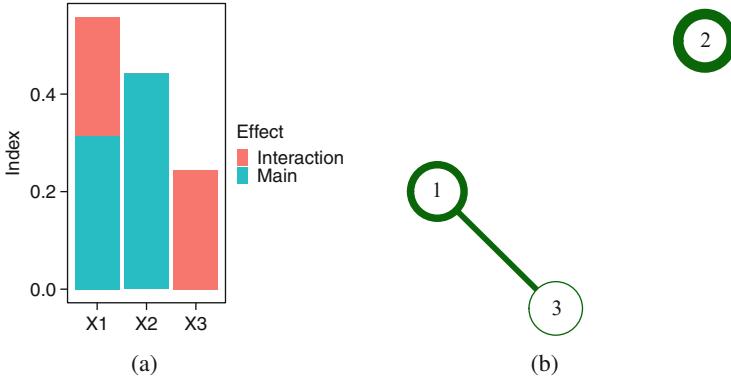 Index
0.4
0.2
0.0
X1 X2 X3
Effect
Interaction
Main
(a)
2
1
3
(b)